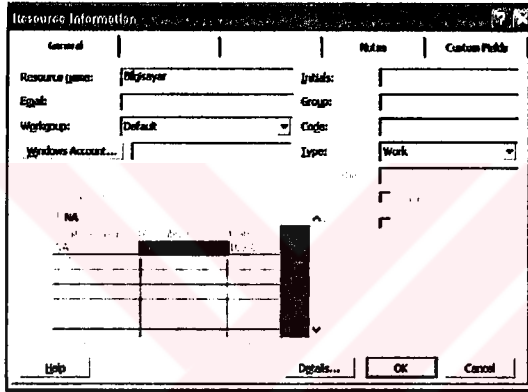 Resource Information
General Notes Custom Fields
Resource name: Bilgisayar Initials:
Email: Group:
Workgroup: Default Code:
Windows Account... Type: Work
NA
NA
Help Details... OK Cancel